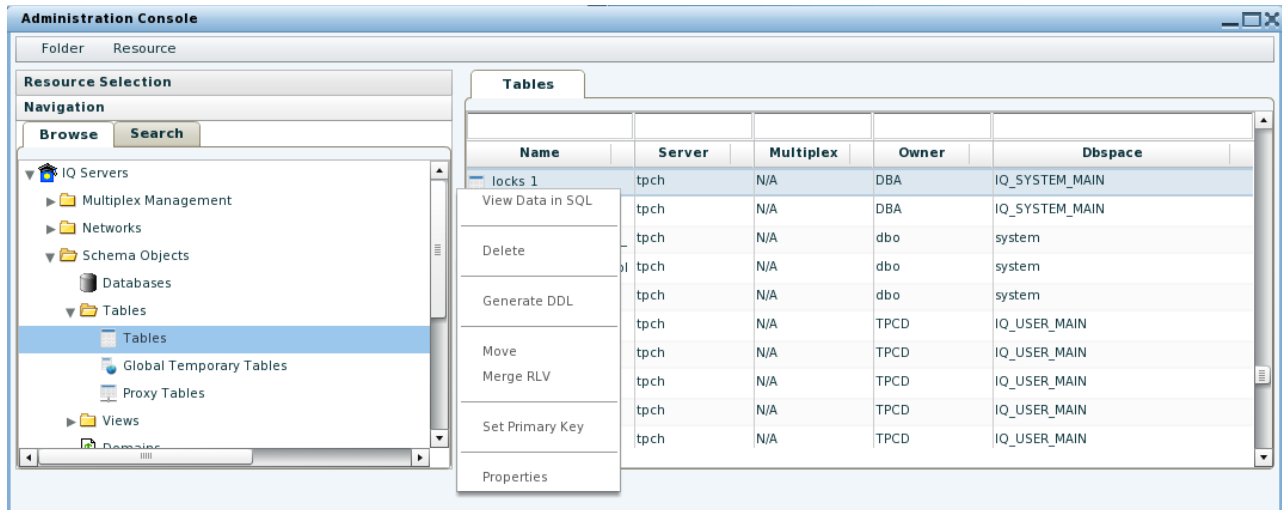 Administration Console
Folder Resource
Resource Selection
Navigation
Browse Search
IQ Servers
Multiplex Management
Networks
Schema Objects
Databases
Tables
Tables
Global Temporary Tables
Proxy Tables
Views
Domains
Tables
Name Server Multiplex Owner Dbspace
locks 1 tpch N/A DBA IQ_SYSTEM_MAIN
tpch N/A DBA IQ_SYSTEM_MAIN
tpch N/A dbo system
tpch N/A dbo system
tpch N/A dbo system
tpch N/A TPCD IQ_USER_MAIN
tpch N/A TPCD IQ_USER_MAIN
tpch N/A TPCD IQ_USER_MAIN
tpch N/A TPCD IQ_USER_MAIN
tpch N/A TPCD IQ_USER_MAIN
View Data in SQL
Delete
Generate DDL
Move
Merge RLV
Set Primary Key
Properties